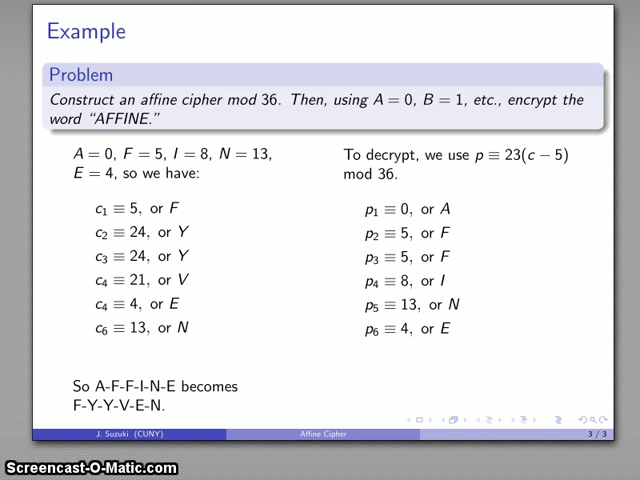 Example
Problem
Construct an affine cipher mod 36. Then, using A = 0, B = 1, etc., encrypt the
word “AFFINE.”
A = 0, F = 5, I = 8, N = 13,
E = 4, so we have:
c₁ ≡ 5, or F
c₂ ≡ 24, or Y
c₃ ≡ 24, or Y
c₄ ≡ 21, or V
c₄ ≡ 4, or E
c₆ ≡ 13, or N
So A-F-F-I-N-E becomes
F-Y-Y-V-E-N.
To decrypt, we use p ≡ 23(c − 5)
mod 36.
p₁ ≡ 0, or A
p₂ ≡ 5, or F
p₃ ≡ 5, or F
p₄ ≡ 8, or I
p₅ ≡ 13, or N
p₆ ≡ 4, or E
J. Suzuki (CUNY) Affine Cipher 3 / 3
Screencast-O-Matic.com